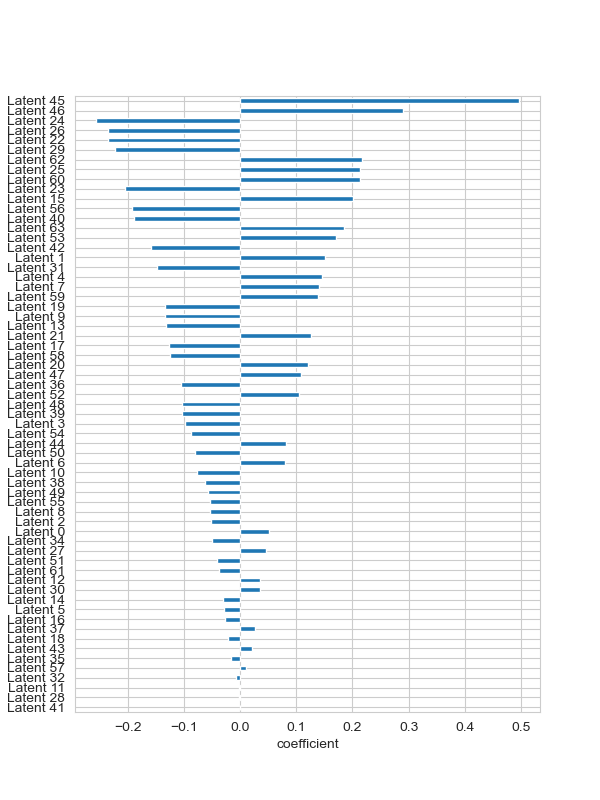 Latent 45
Latent 46
Latent 24
Latent 26
Latent 22
Latent 29
Latent 62
Latent 25
Latent 60
Latent 23
Latent 15
Latent 56
Latent 40
Latent 63
Latent 53
Latent 42
Latent 1
Latent 31
Latent 4
Latent 7
Latent 59
Latent 19
Latent 9
Latent 13
Latent 21
Latent 17
Latent 58
Latent 20
Latent 47
Latent 36
Latent 52
Latent 48
Latent 39
Latent 3
Latent 54
Latent 44
Latent 50
Latent 6
Latent 10
Latent 38
Latent 49
Latent 55
Latent 8
Latent 2
Latent 0
Latent 34
Latent 27
Latent 51
Latent 61
Latent 12
Latent 30
Latent 14
Latent 5
Latent 16
Latent 37
Latent 18
Latent 43
Latent 35
Latent 57
Latent 32
Latent 11
Latent 28
Latent 41
−0.2 −0.1 0.0 0.1 0.2 0.3 0.4 0.5
coefficient